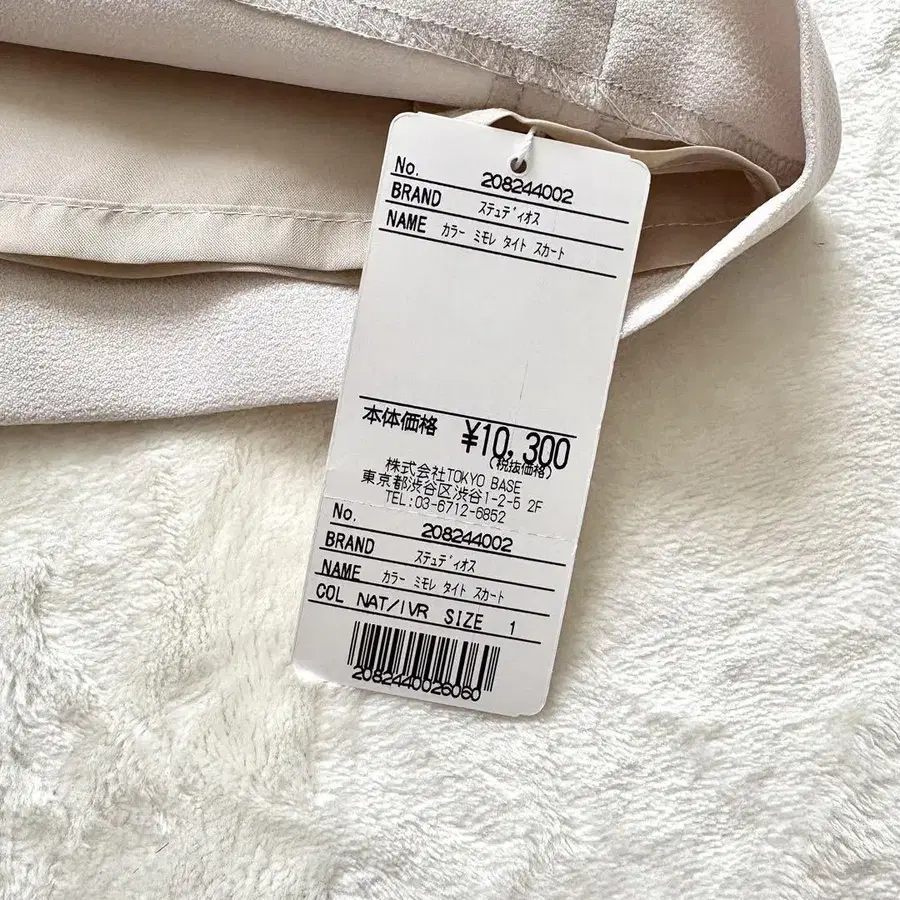 No. 208244002
BRAND ステュディオス
NAME カラー ミモレ タイト スカート
本体価格 ¥10,300
(税抜価格)
株式会社TOKYO BASE
東京都渋谷区渋谷1-2-5 2F
TEL:03-6712-6852
No. 208244002
BRAND ステュディオス
NAME カラー ミモレ タイト スカート
COL NAT/IVR SIZE 1
2082440026060